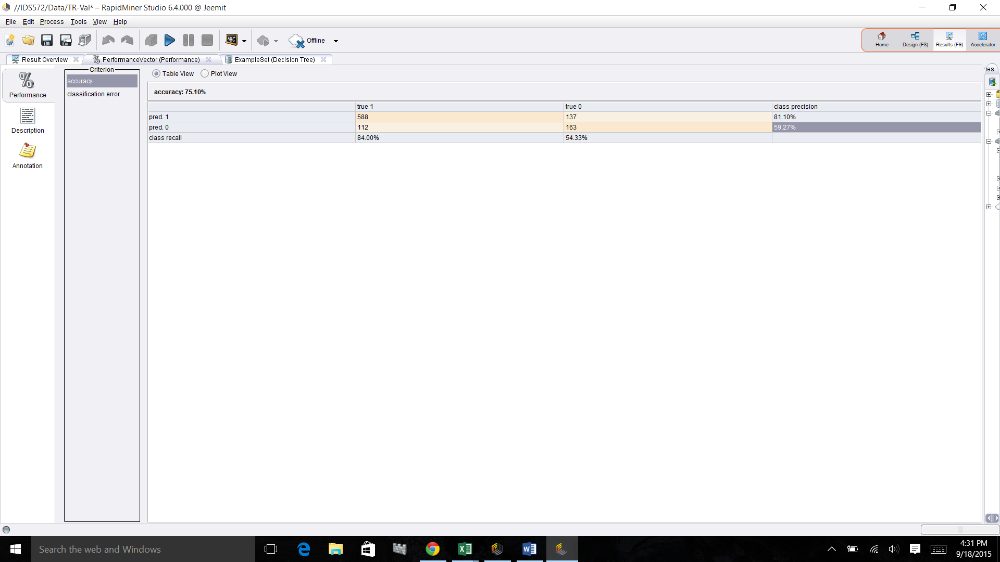 //IDS572/Data/TR-Val* – RapidMiner Studio 6.4.000 @ Jeemit
File Edit Process Tools View Help
ABC Offline
Home Design (F8) Results (F9) Accelerator
Result Overview PerformanceVector (Performance) ExampleSet (Decision Tree)
% Performance
Description
Annotation
Criterion
accuracy
classification error
Table View Plot View
accuracy: 75.10%
true 1 true 0 class precision
pred. 1 588 137 81.10%
pred. 0 112 163 59.27%
class recall 84.00% 54.33%
ries
Search the web and Windows
4:31 PM
9/18/2015